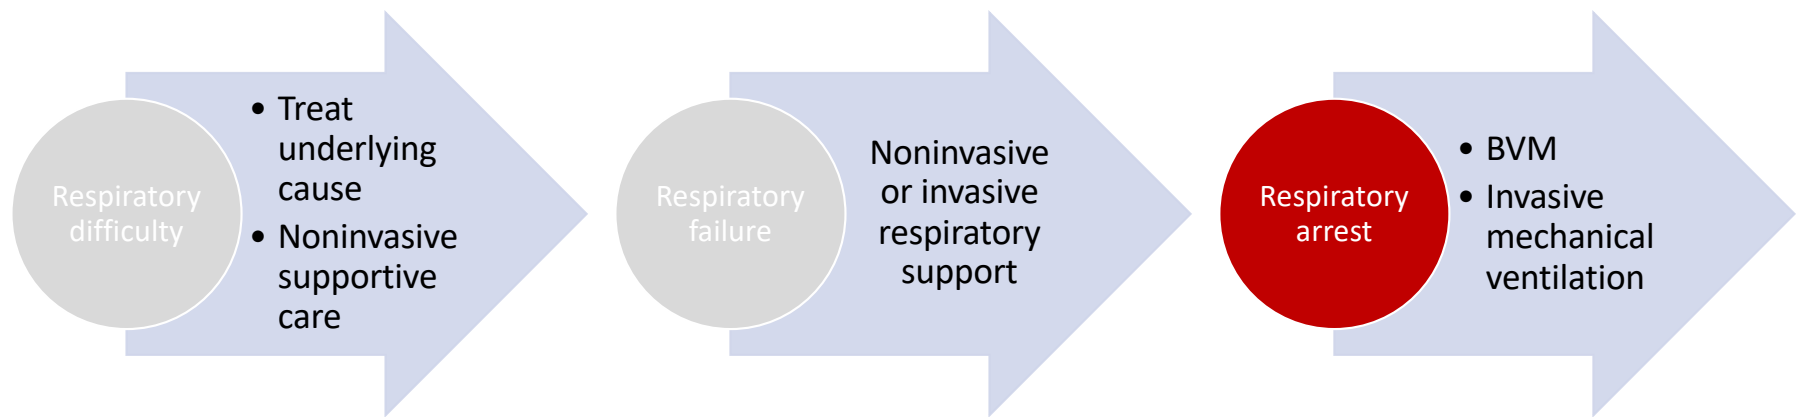 Respiratory
difficulty
• Treat
underlying
cause
• Noninvasive
supportive
care
Respiratory
failure
Noninvasive
or invasive
respiratory
support
Respiratory
arrest
• BVM
• Invasive
mechanical
ventilation